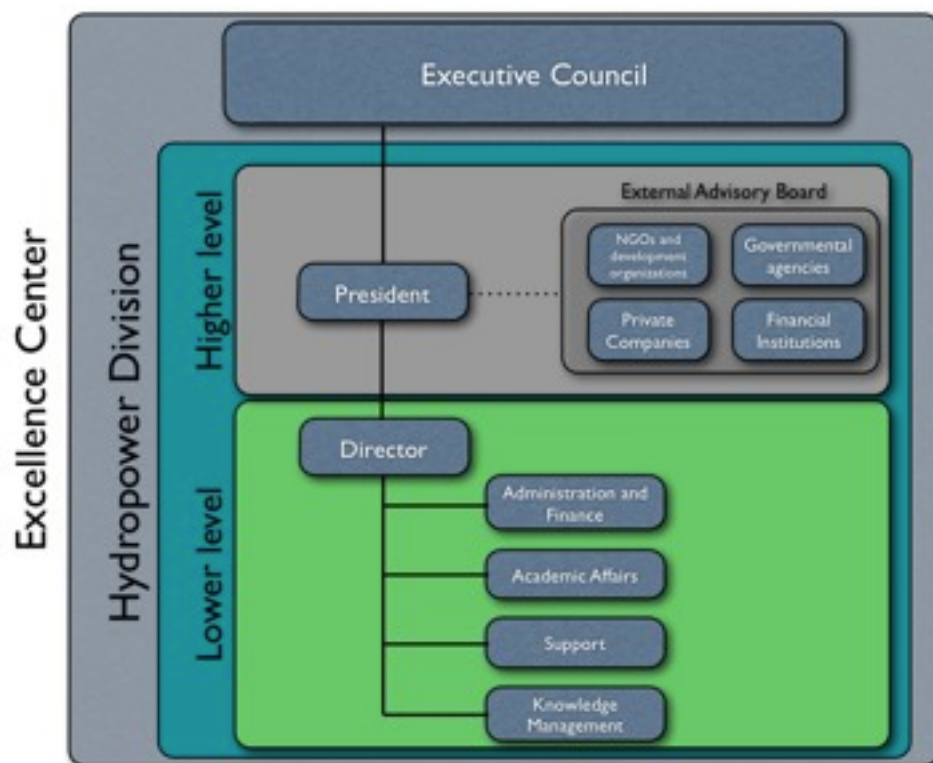 Excellence Center
Hydropower Division
Executive Council
Higher level
External Advisory Board
NGOs and
development
organizations
Governmental
agencies
President
Private
Companies
Financial
Institutions
Lower level
Director
Administration and
Finance
Academic Affairs
Support
Knowledge
Management